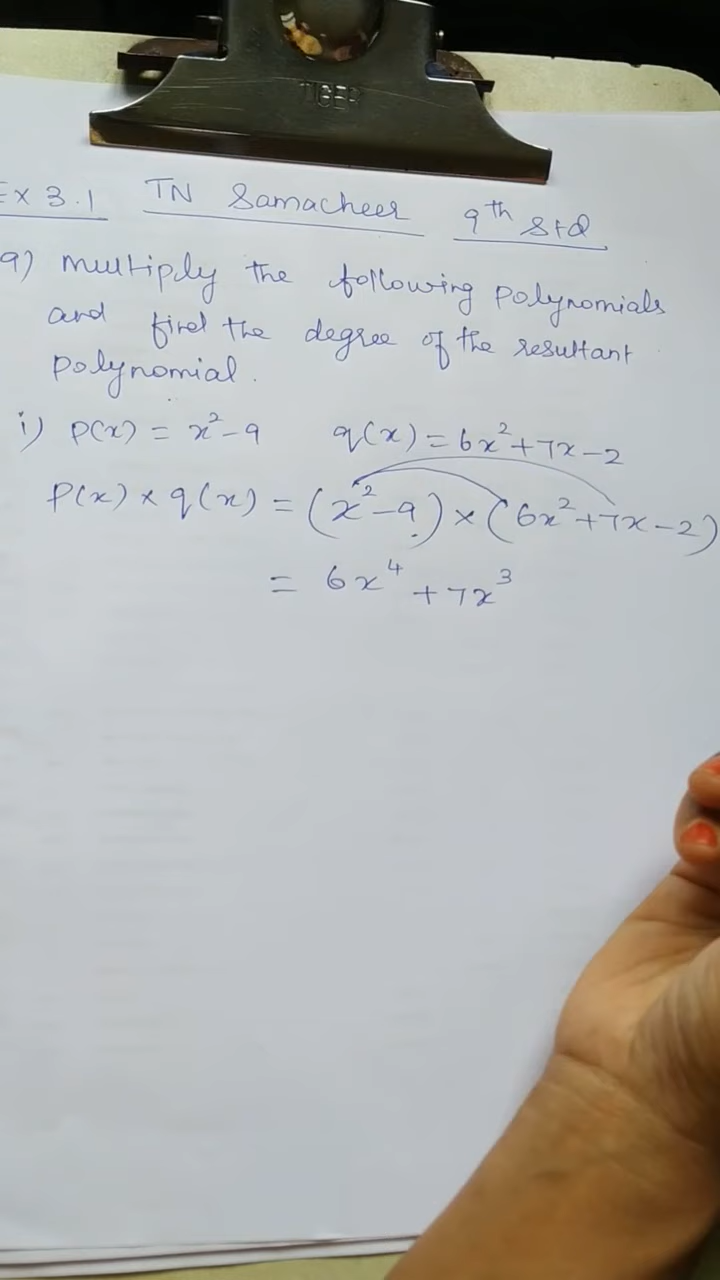 TIGER
Ex 3.1 TN Samacheer 9th Std
9) Multiply the following polynomials
and find the degree of the resultant
polynomial.
i) P(x) = x² - 9 q(x) = 6x² + 7x - 2
P(x) × q(x) = (x² - 9) × (6x² + 7x - 2)
= 6x⁴ + 7x³